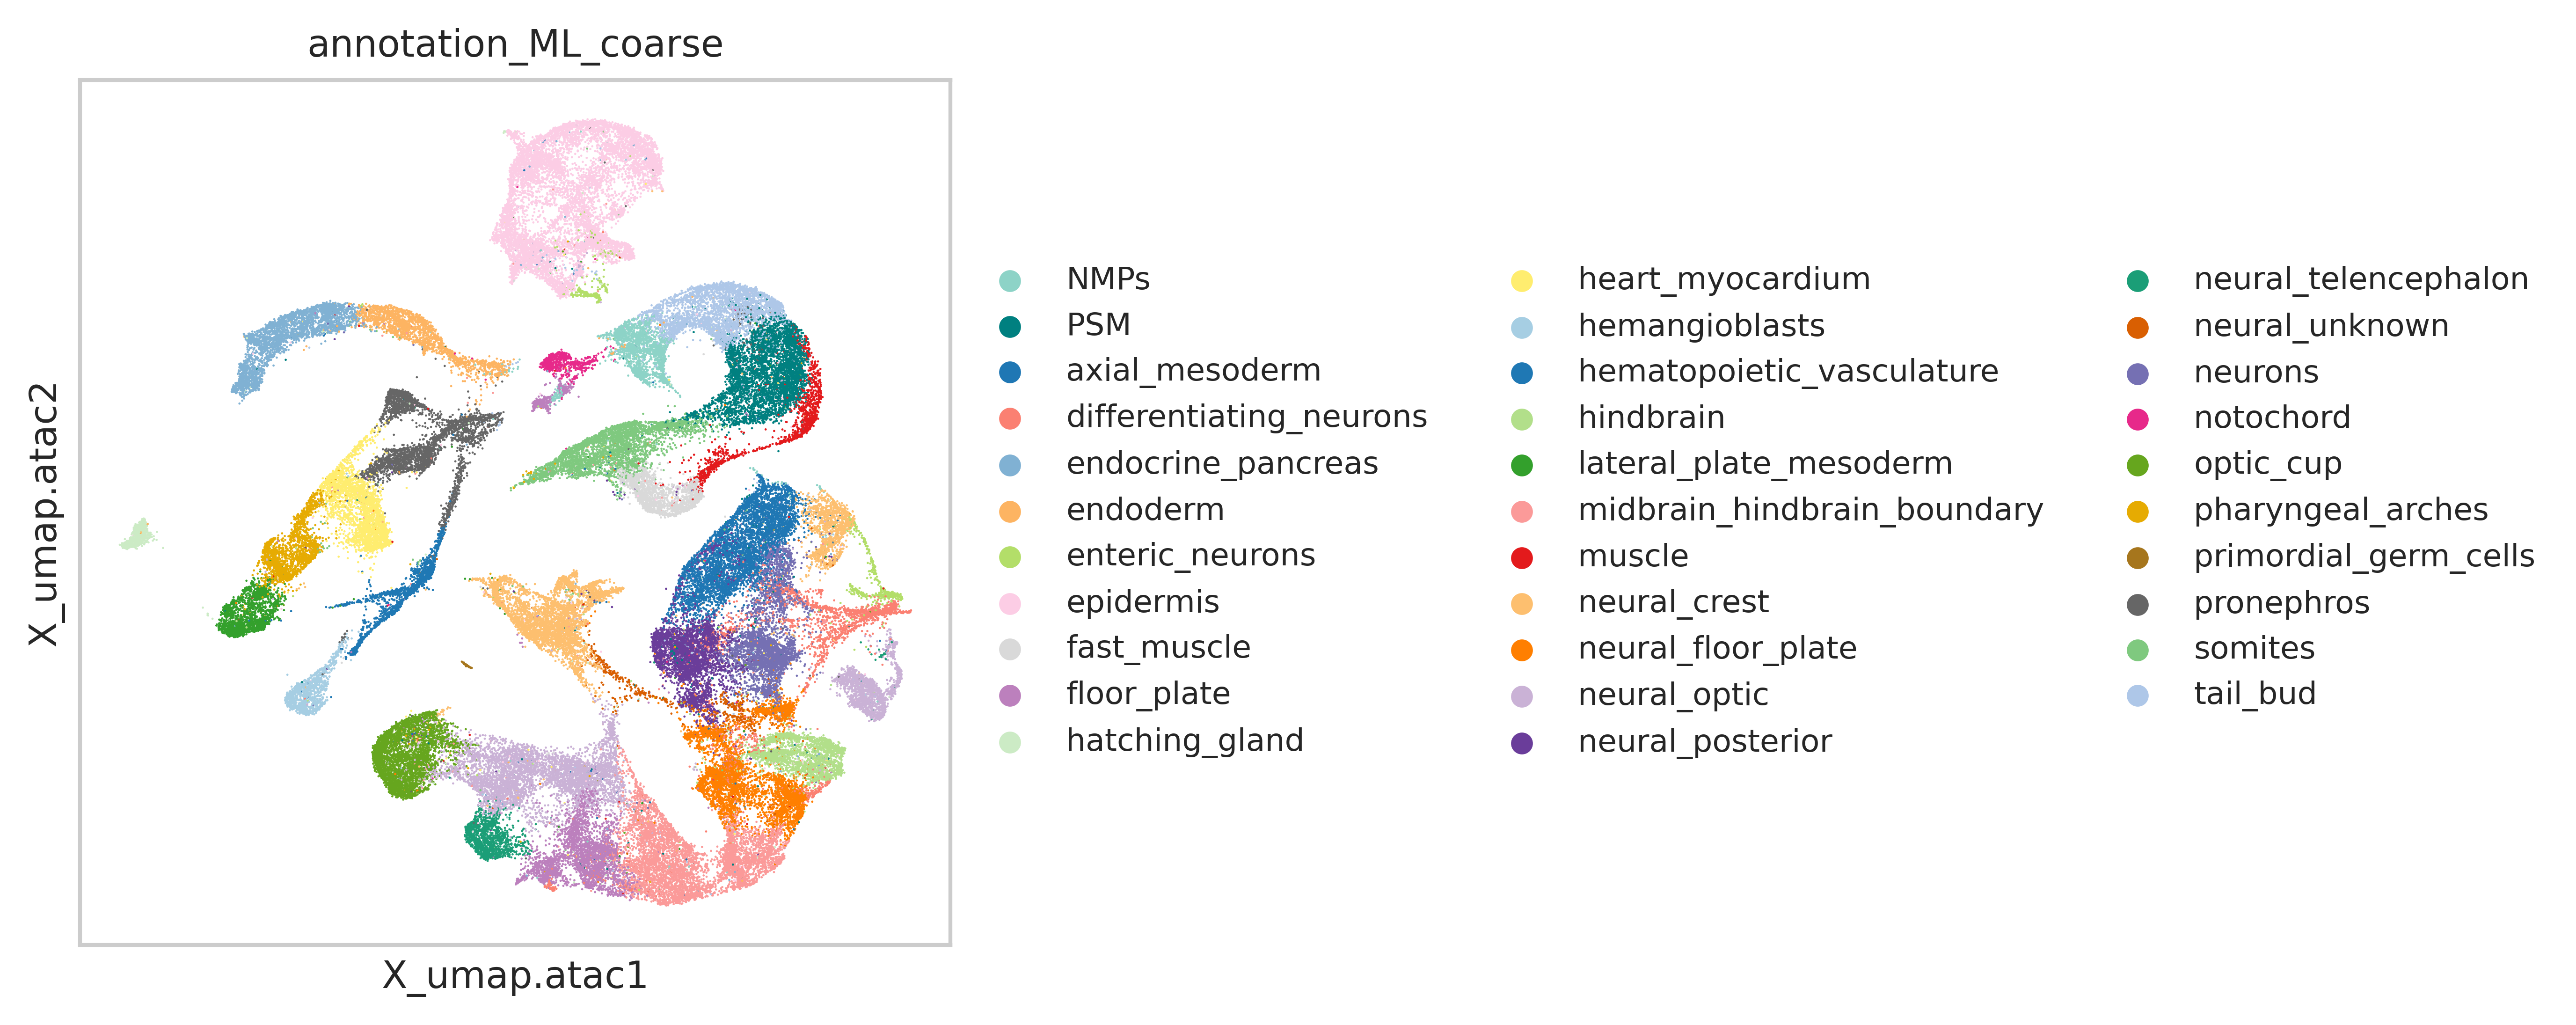 annotation_ML_coarse
X_umap.atac2
X_umap.atac1
NMPs
PSM
axial_mesoderm
differentiating_neurons
endocrine_pancreas
endoderm
enteric_neurons
epidermis
fast_muscle
floor_plate
hatching_gland
heart_myocardium
hemangioblasts
hematopoietic_vasculature
hindbrain
lateral_plate_mesoderm
midbrain_hindbrain_boundary
muscle
neural_crest
neural_floor_plate
neural_optic
neural_posterior
neural_telencephalon
neural_unknown
neurons
notochord
optic_cup
pharyngeal_arches
primordial_germ_cells
pronephros
somites
tail_bud